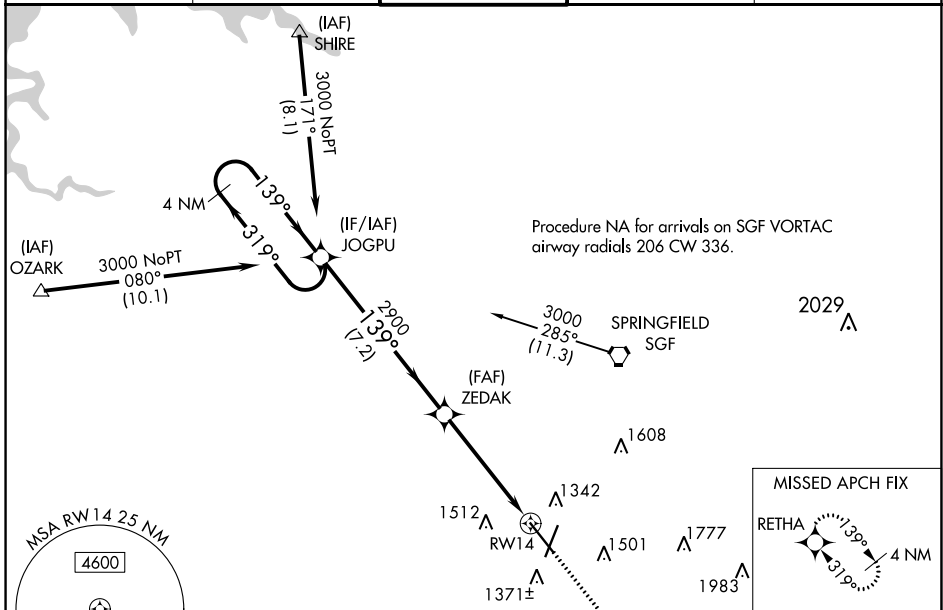 (IAF)
SHIRE
3000 NoPT
171°
(8.1)
4 NM
139°
319°
(IF/IAF)
JOGPU
(IAF)
OZARK
3000 NoPT
080°
(10.1)
Procedure NA for arrivals on SGF VORTAC
airway radials 206 CW 336.
2900
139°
(7.2)
3000
285°
(11.3)
SPRINGFIELD
SGF
2029
(FAF)
ZEDAK
1608
1342
1512
RW14
1501
1777
1371±
1983
MSA RW14 25 NM
4600
MISSED APCH FIX
RETHA
139°
4 NM
319°